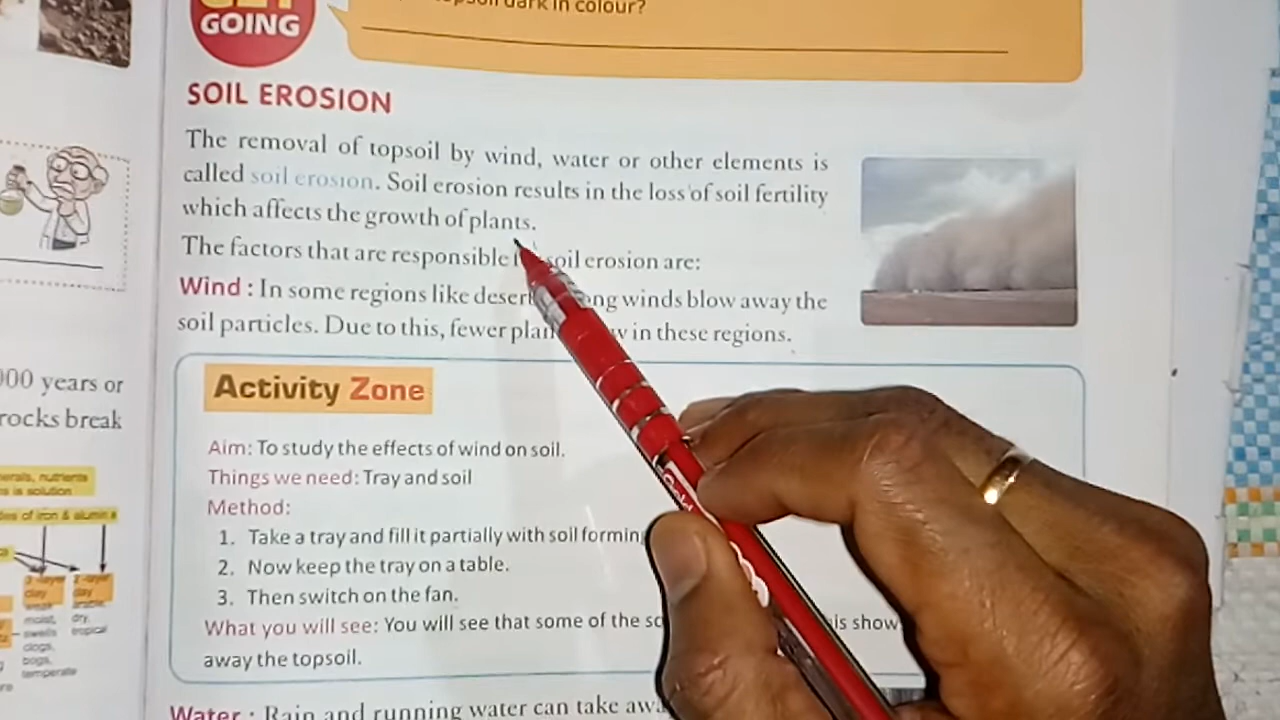 GOING
dark in colour?
SOIL EROSION
The removal of topsoil by wind, water or other elements is
called soil erosion. Soil erosion results in the loss of soil fertility
which affects the growth of plants.
The factors that are responsible soil erosion are:
Wind : In some regions like winds blow away the
soil particles. Due to this, fewer in these regions.
Activity Zone
Aim: To study the effects of wind on soil.
Things we need: Tray and soil
Method:
1. Take a tray and fill it partially with soil
2. Now keep the tray on a table.
3. Then switch on the fan.
What you will see: You will see that some of the
away the topsoil.
Water : Rain and running water can take
000 years or
rocks break